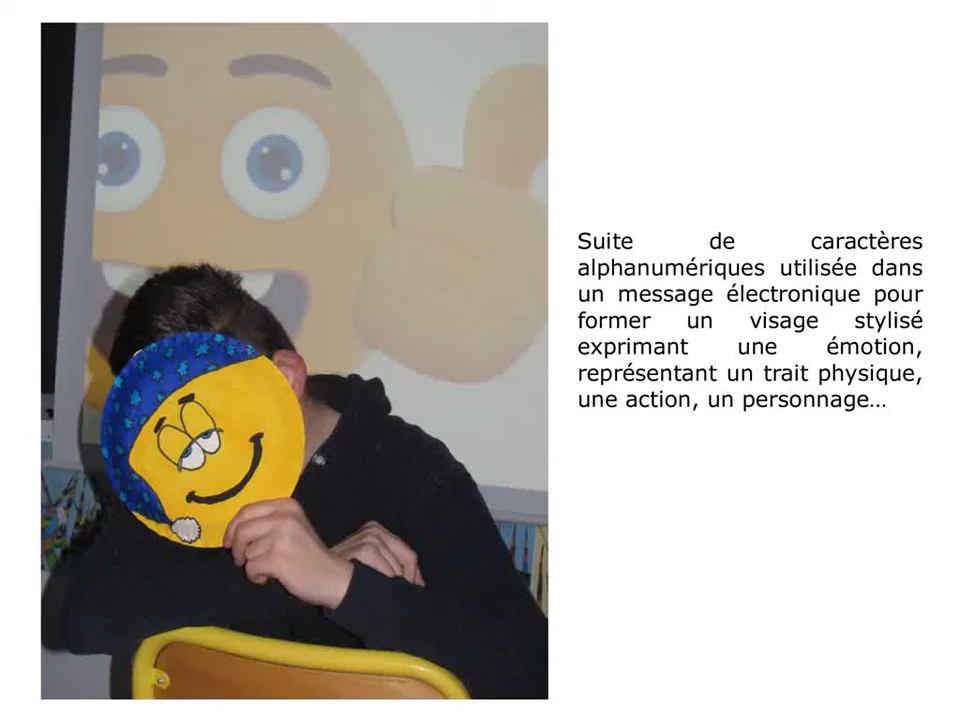 Suite de caractères
alphanumériques utilisée dans
un message électronique pour
former un visage stylisé
exprimant une émotion,
représentant un trait physique,
une action, un personnage…